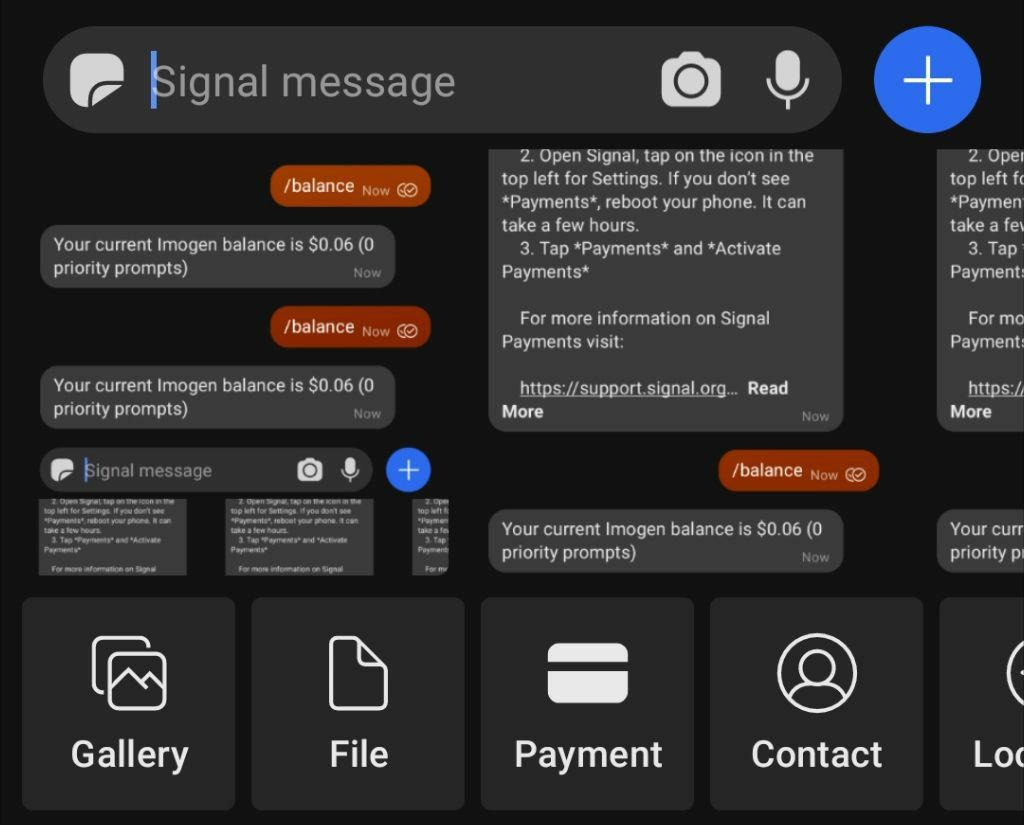 Signal message
/balance Now
Your current Imogen balance is $0.06 (0
priority prompts)
Now
/balance Now
Your current Imogen balance is $0.06 (0
priority prompts)
Now
Signal message
2. Open Signal, tap on the icon in the
top left for Settings. If you don't see
*Payments*, reboot your phone. It can
take a few hours.
3. Tap *Payments* and *Activate
Payments*
For more information on Signal
2. Open Signal, tap on the icon in the
top left for Settings. If you don't see
*Payments*, reboot your phone. It can
take a few hours.
3. Tap *Payments* and *Activate
Payments*
For more information on Signal
2. Open Signal, tap on the icon in the
top left for Settings. If you don't see
*Payments*, reboot your phone. It can
take a few hours.
3. Tap *Payments* and *Activate
Payments*
For more information on Signal
Payments visit:
https://support.signal.org... Read
More
Now
/balance Now
Your current Imogen balance is $0.06 (0
priority prompts)
Now
2. Oper
top left fo
*Payment
take a few
3. Tap
Payments
For mo
Payments
https:/
More
Your curr
priority pr
Gallery
File
Payment
Contact
Loc